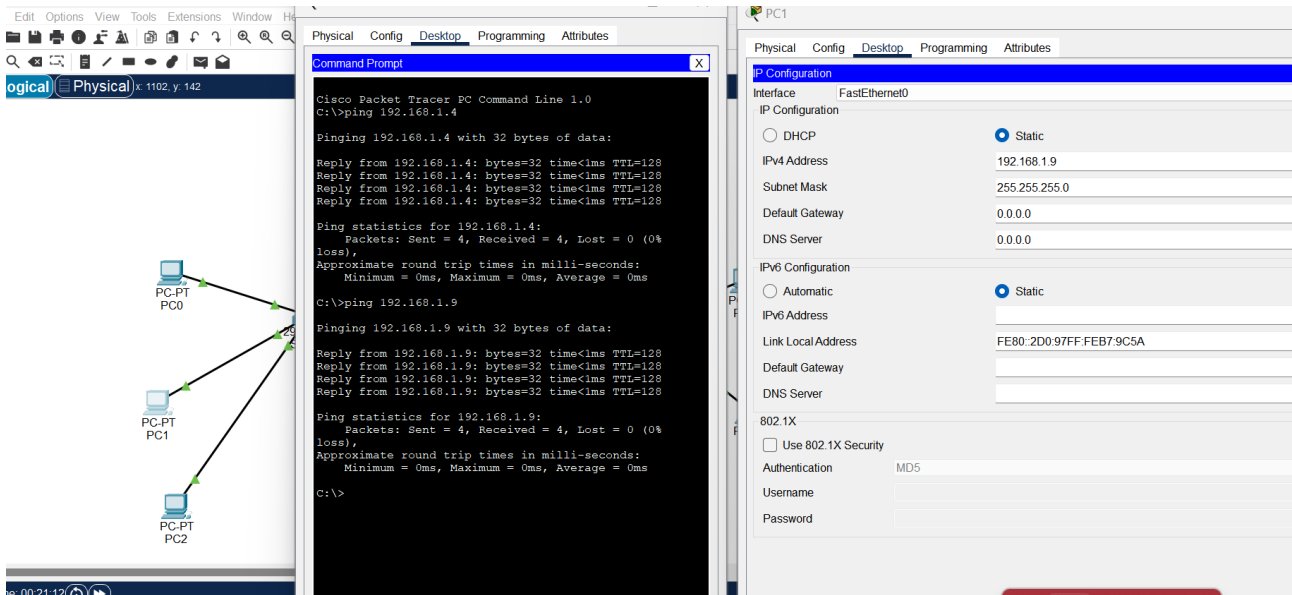 Edit Options View Tools Extensions Window
ogical Physical x: 1102, y: 142
PC-PT
PC0
PC-PT
PC1
PC-PT
PC2
00:21:12
Physical Config Desktop Programming Attributes
Command Prompt X
Cisco Packet Tracer PC Command Line 1.0
C:\>ping 192.168.1.4
Pinging 192.168.1.4 with 32 bytes of data:
Reply from 192.168.1.4: bytes=32 time<1ms TTL=128
Reply from 192.168.1.4: bytes=32 time<1ms TTL=128
Reply from 192.168.1.4: bytes=32 time<1ms TTL=128
Reply from 192.168.1.4: bytes=32 time<1ms TTL=128
Ping statistics for 192.168.1.4:
Packets: Sent = 4, Received = 4, Lost = 0 (0%
loss),
Approximate round trip times in milli-seconds:
Minimum = 0ms, Maximum = 0ms, Average = 0ms
C:\>ping 192.168.1.9
Pinging 192.168.1.9 with 32 bytes of data:
Reply from 192.168.1.9: bytes=32 time<1ms TTL=128
Reply from 192.168.1.9: bytes=32 time<1ms TTL=128
Reply from 192.168.1.9: bytes=32 time<1ms TTL=128
Reply from 192.168.1.9: bytes=32 time<1ms TTL=128
Ping statistics for 192.168.1.9:
Packets: Sent = 4, Received = 4, Lost = 0 (0%
loss),
Approximate round trip times in milli-seconds:
Minimum = 0ms, Maximum = 0ms, Average = 0ms
C:\>
PC1
Physical Config Desktop Programming Attributes
IP Configuration
Interface FastEthernet0
IP Configuration
DHCP Static
IPv4 Address 192.168.1.9
Subnet Mask 255.255.255.0
Default Gateway 0.0.0.0
DNS Server 0.0.0.0
IPv6 Configuration
Automatic Static
IPv6 Address
Link Local Address FE80::2D0:97FF:FEB7:9C5A
Default Gateway
DNS Server
802.1X
Use 802.1X Security
Authentication MD5
Username
Password